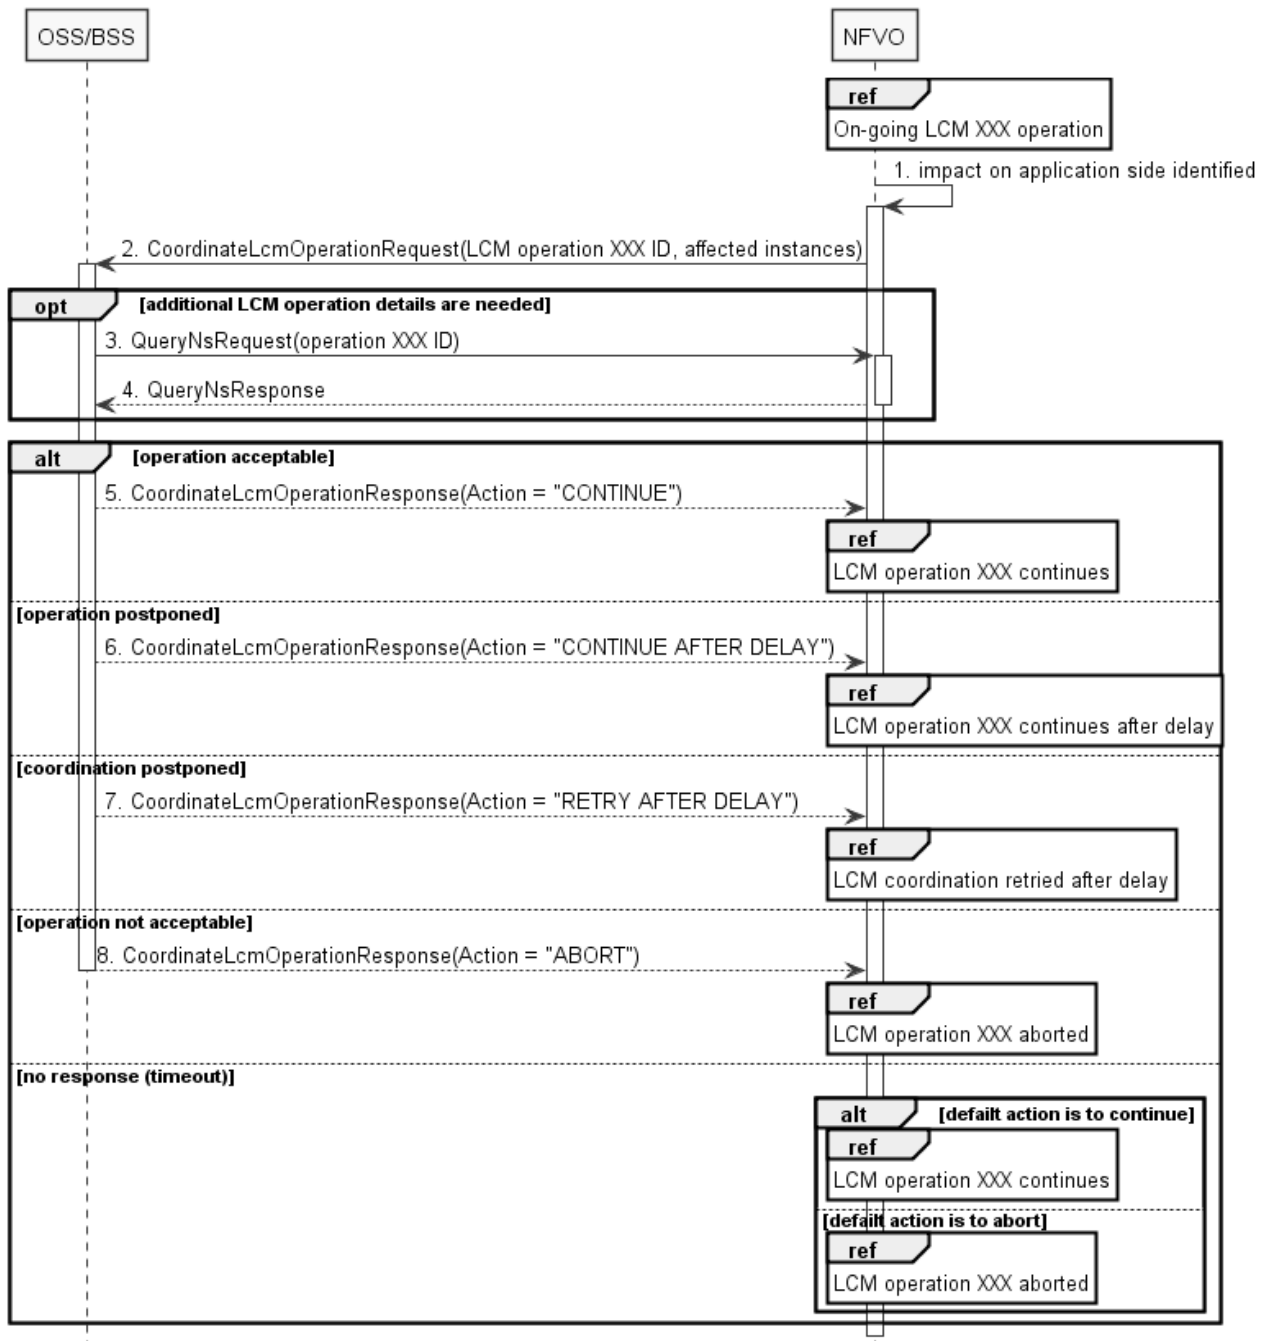 OSS/BSS
NFVO
ref
On-going LCM XXX operation
1. impact on application side identified
2. CoordinateLcmOperationRequest(LCM operation XXX ID, affected instances)
opt
[additional LCM operation details are needed]
3. QueryNsRequest(operation XXX ID)
4. QueryNsResponse
alt
[operation acceptable]
5. CoordinateLcmOperationResponse(Action = "CONTINUE")
ref
LCM operation XXX continues
[operation postponed]
6. CoordinateLcmOperationResponse(Action = "CONTINUE AFTER DELAY")
ref
LCM operation XXX continues after delay
[coordination postponed]
7. CoordinateLcmOperationResponse(Action = "RETRY AFTER DELAY")
ref
LCM coordination retried after delay
[operation not acceptable]
8. CoordinateLcmOperationResponse(Action = "ABORT")
ref
LCM operation XXX aborted
[no response (timeout)]
alt
[defailt action is to continue]
ref
LCM operation XXX continues
[defailt action is to abort]
ref
LCM operation XXX aborted